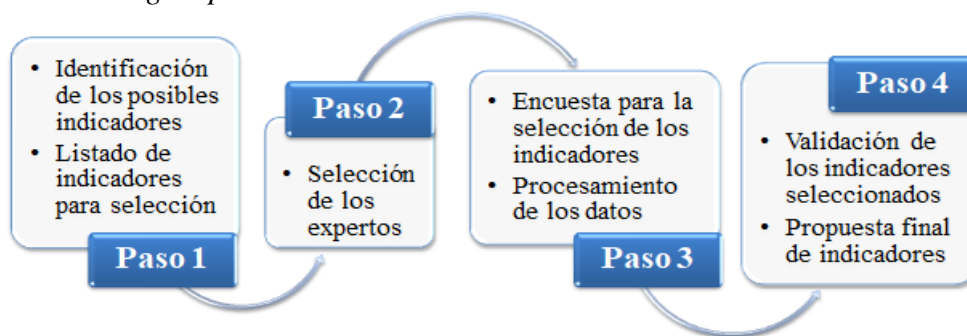 • Identificación
de los posibles
indicadores
• Listado de
indicadores
para selección
Paso 1
Paso 2
• Selección
de los
expertos
• Encuesta para la
selección de los
indicadores
• Procesamiento
de los datos
Paso 3
Paso 4
• Validación de
los indicadores
seleccionados
• Propuesta final
de indicadores